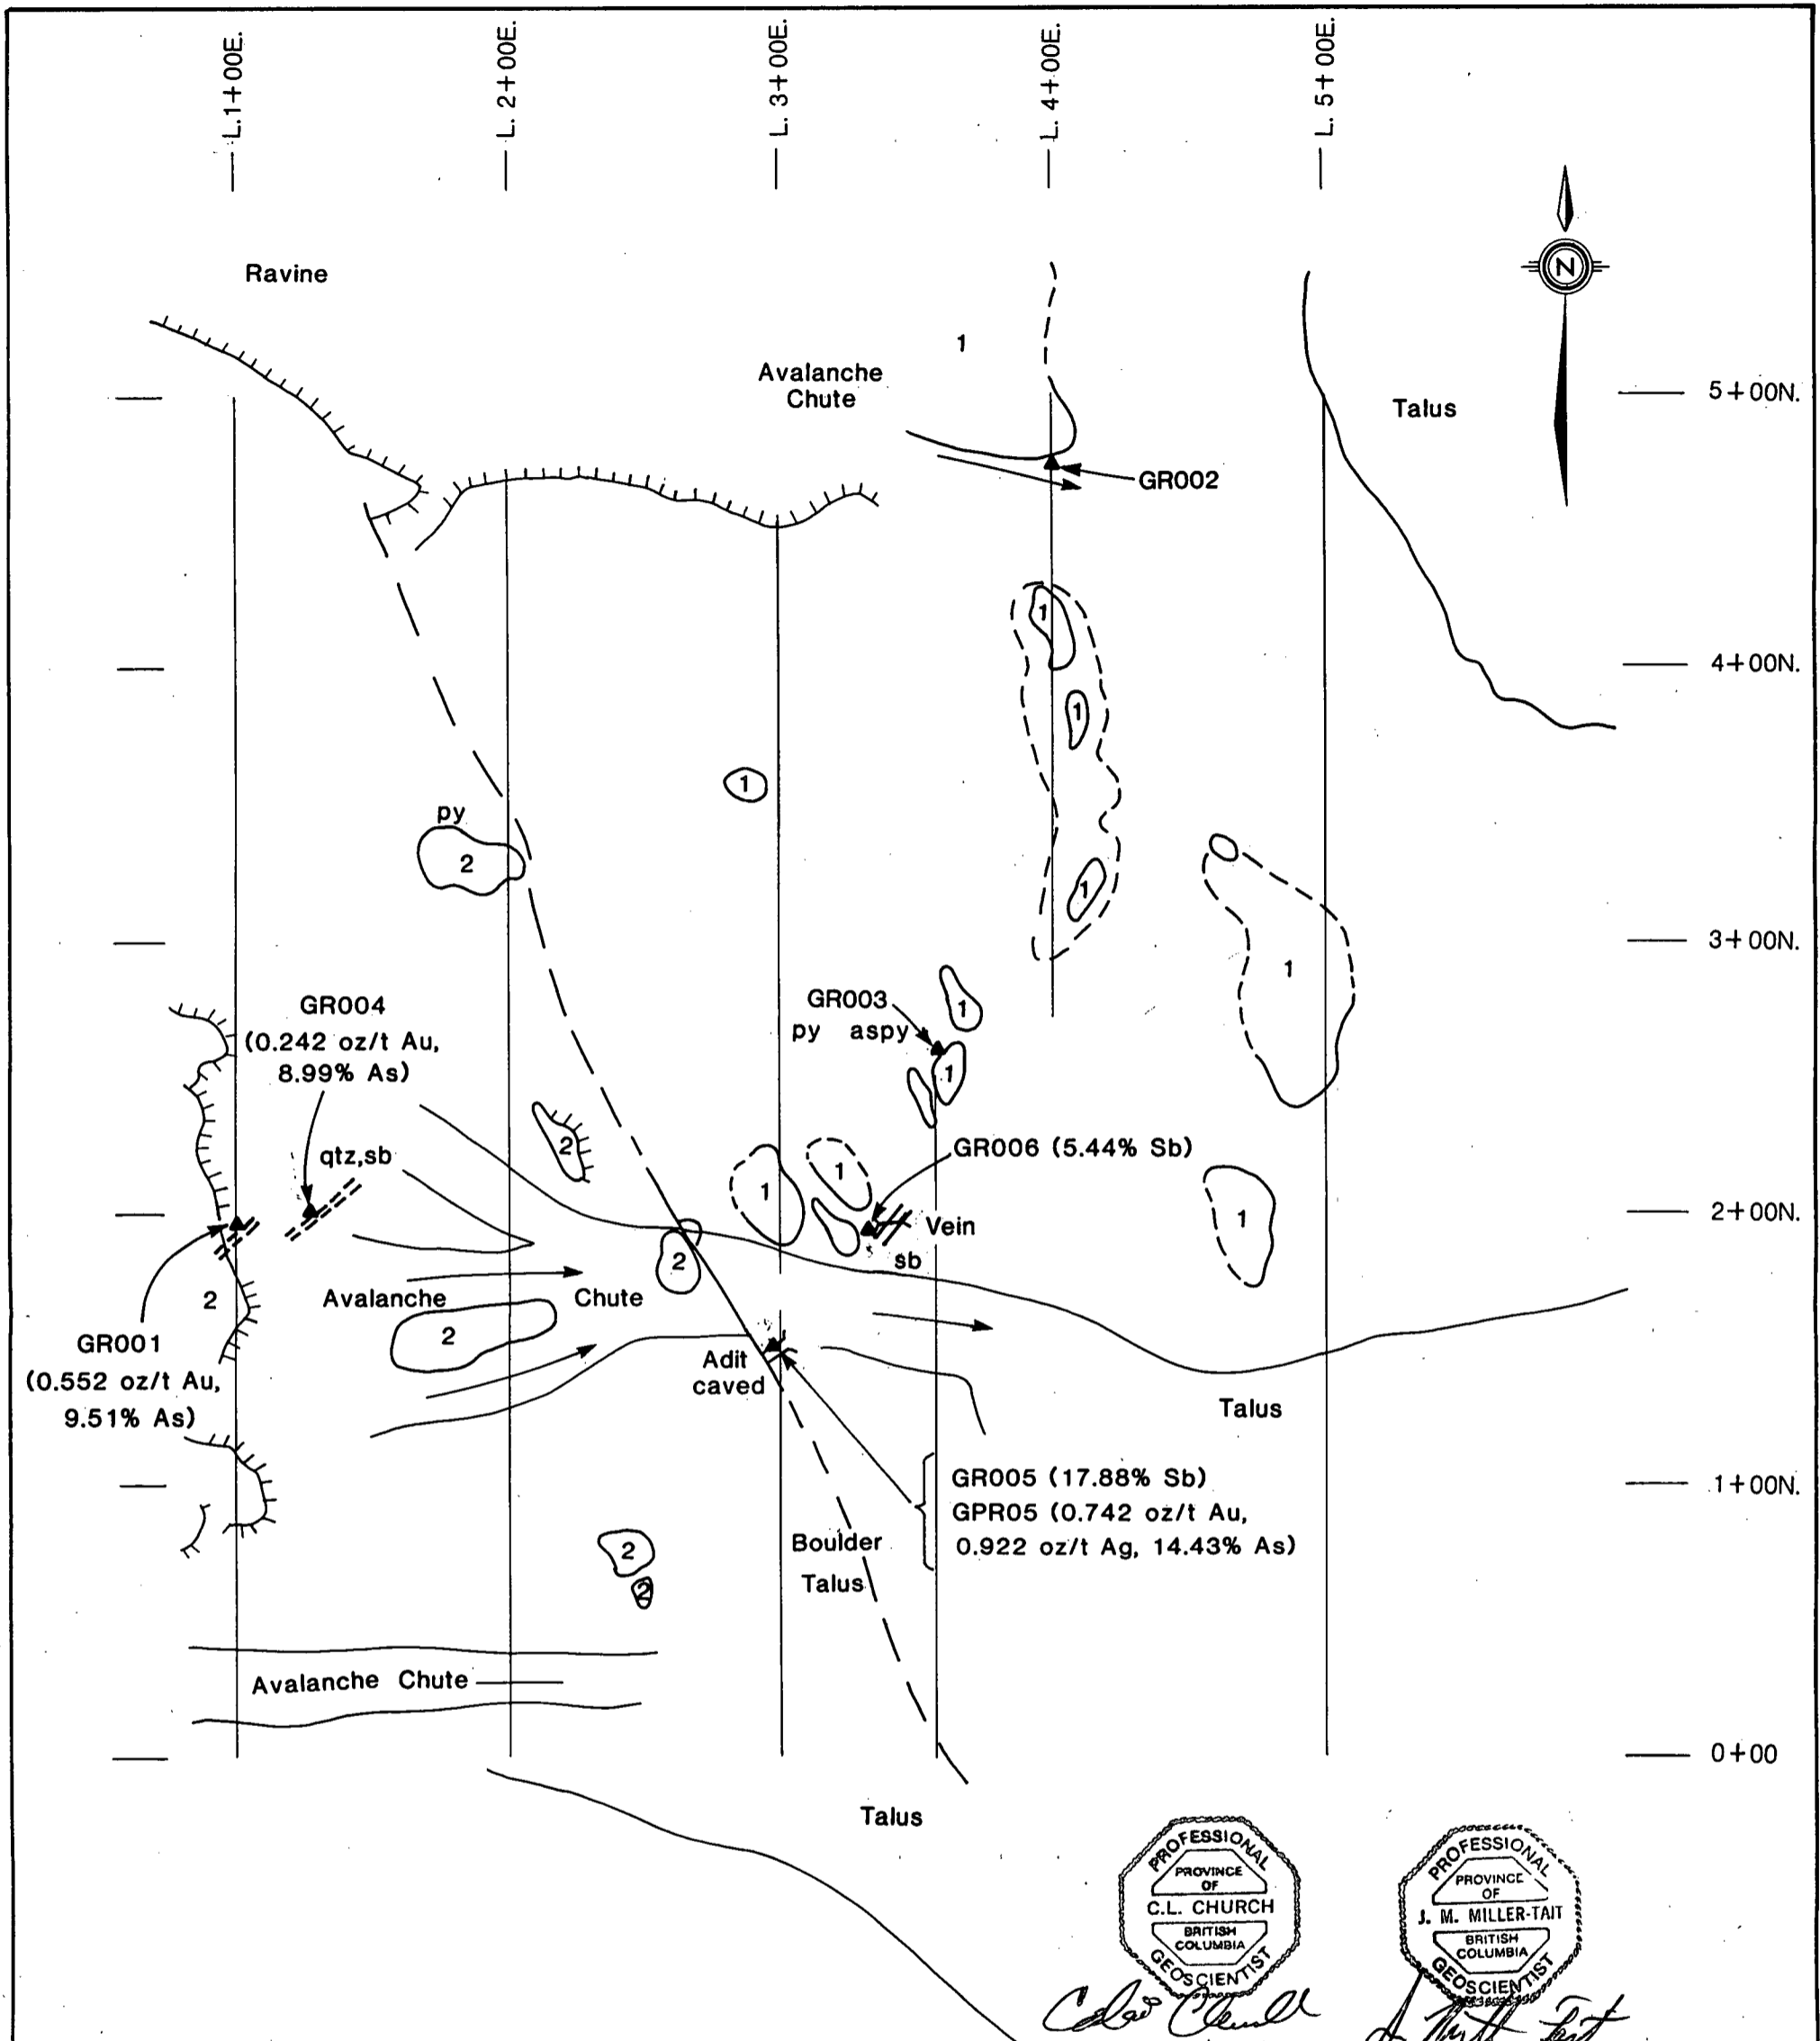 L.1+00E.
L. 2+00E.
L. 3+00E.
L. 4+00E.
L. 5+00E.
N
Ravine
1
Avalanche
Chute
Talus
5+00N.
GR002
1
4+00N.
1
1
py
2
1
3+00N.
1
GR004
(0.242 oz/t Au,
8.99% As)
GR003
py aspy
1
1
qtz,sb
2
GR006 (5.44% Sb)
1
1
1
2+00N.
Vein
sb
2
2
Avalanche Chute
2
GR001
(0.552 oz/t Au,
9.51% As)
Adit
caved
Talus
GR005 (17.88% Sb)
GPR05 (0.742 oz/t Au,
0.922 oz/t Ag, 14.43% As)
1+00N.
Boulder
Talus
2
2
Avalanche Chute
0+00
Talus
PROFESSIONAL
PROVINCE
OF
C.L. CHURCH
BRITISH
COLUMBIA
GEOSCIENTIST
PROFESSIONAL
PROVINCE
OF
J. M. MILLER-TAIT
BRITISH
COLUMBIA
GEOSCIENTIST